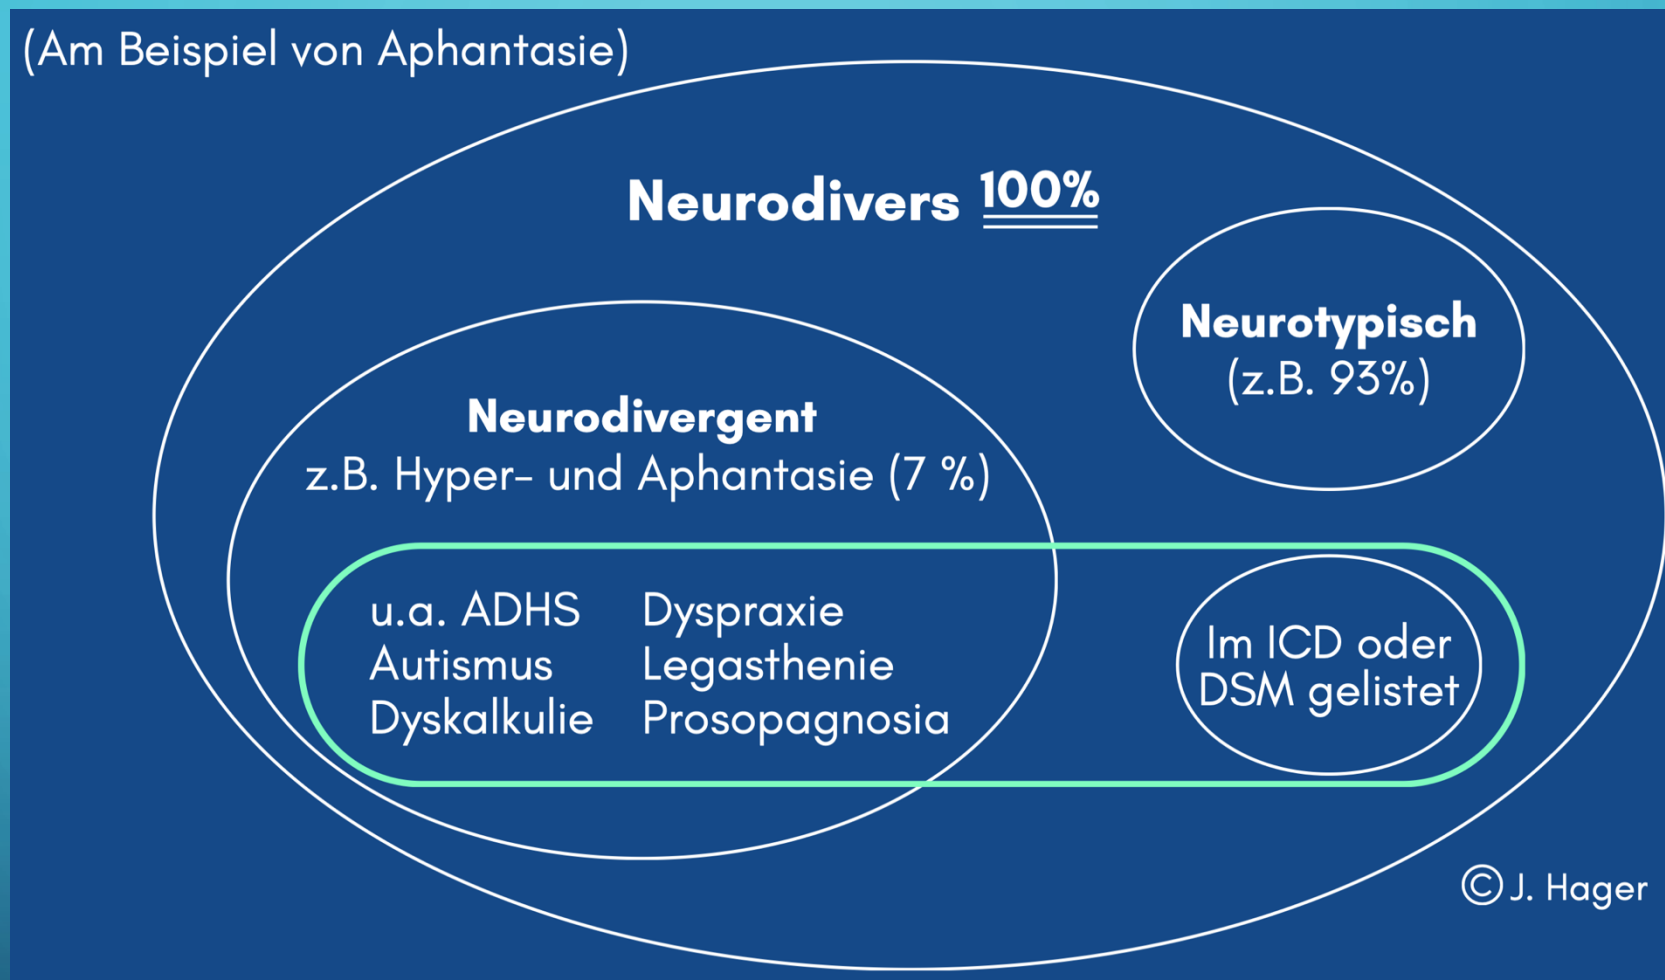 (Am Beispiel von Aphantasie)
Neurodivers 100%
Neurotypisch
(z.B. 93%)
Neurodivergent
z.B. Hyper- und Aphantasie (7 %)
u.a. ADHS
Autismus
Dyskalkulie
Dyspraxie
Legasthenie
Prosopagnosia
Im ICD oder
DSM gelistet
© J. Hager